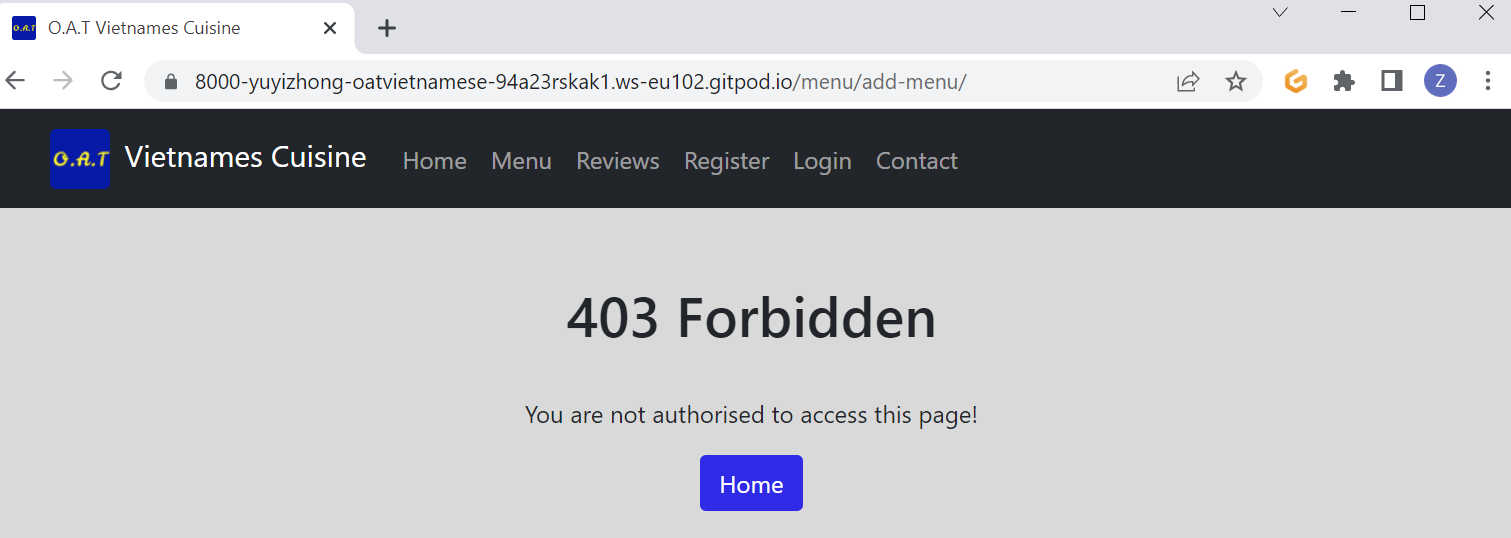 O.A.T O.A.T Vietnames Cuisine
8000-yuyizhong-oatvietnamese-94a23rskak1.ws-eu102.gitpod.io/menu/add-menu/ Z
O.A.T Vietnames Cuisine Home Menu Reviews Register Login Contact
403 Forbidden
You are not authorised to access this page!
Home